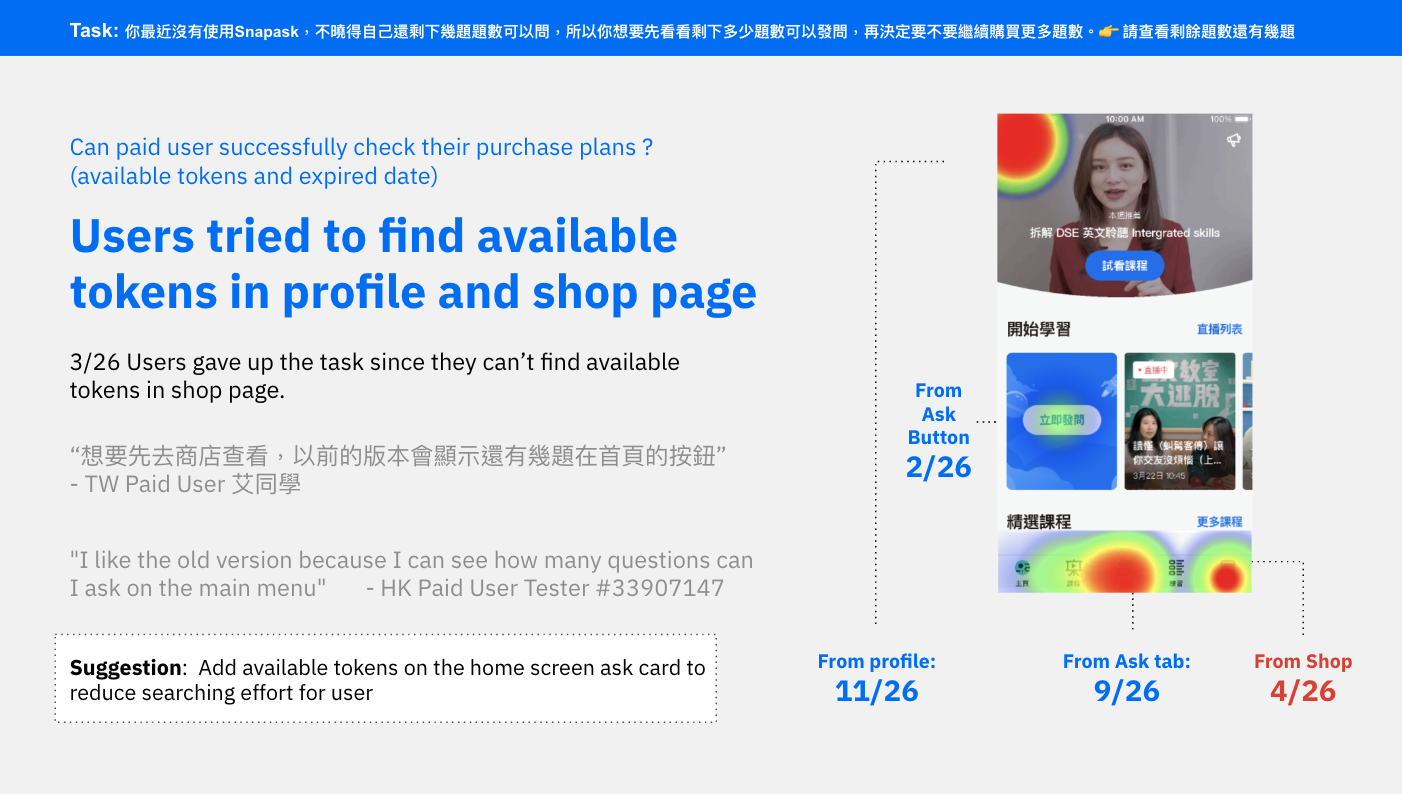 Task: 你最近沒有使用Snapask，不曉得自己還剩下幾題題數可以問，所以你想要先看看剩下多少題數可以發問，再決定要不要繼續購買更多題數。👉 請查看剩餘題數還有幾題
Can paid user successfully check their purchase plans ?
(available tokens and expired date)
Users tried to find available
tokens in profile and shop page
3/26 Users gave up the task since they can’t find available
tokens in shop page.
“想要先去商店查看，以前的版本會顯示還有幾題在首頁的按鈕”
- TW Paid User 艾同學
"I like the old version because I can see how many questions can
I ask on the main menu" - HK Paid User Tester #33907147
Suggestion: Add available tokens on the home screen ask card to
reduce searching effort for user
10:00 AM
100%
本週推薦
拆解 DSE 英文聆聽 Intergrated skills
試看課程
開始學習
直播列表
立即發問
直播中
教室
大逃脫
讀懂〈虬髯客傳〉讓
你交友沒煩惱（上...
3月22日 10:45
精選課程
更多課程
主頁
練習
From
Ask
Button
2/26
From profile:
11/26
From Ask tab:
9/26
From Shop
4/26